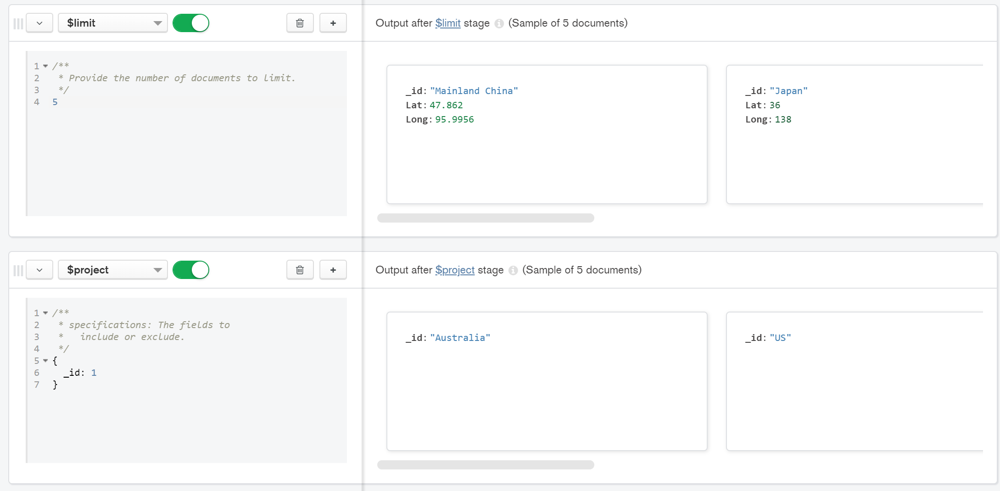 $limit
Output after $limit stage (Sample of 5 documents)
1 /**
2 * Provide the number of documents to limit.
3 */
4 5
_id: "Mainland China"
Lat: 47.862
Long: 95.9956
_id: "Japan"
Lat: 36
Long: 138
$project
Output after $project stage (Sample of 5 documents)
1 /**
2 * specifications: The fields to
3 *   include or exclude.
4 */
5 {
6   _id: 1
7 }
_id: "Australia"
_id: "US"